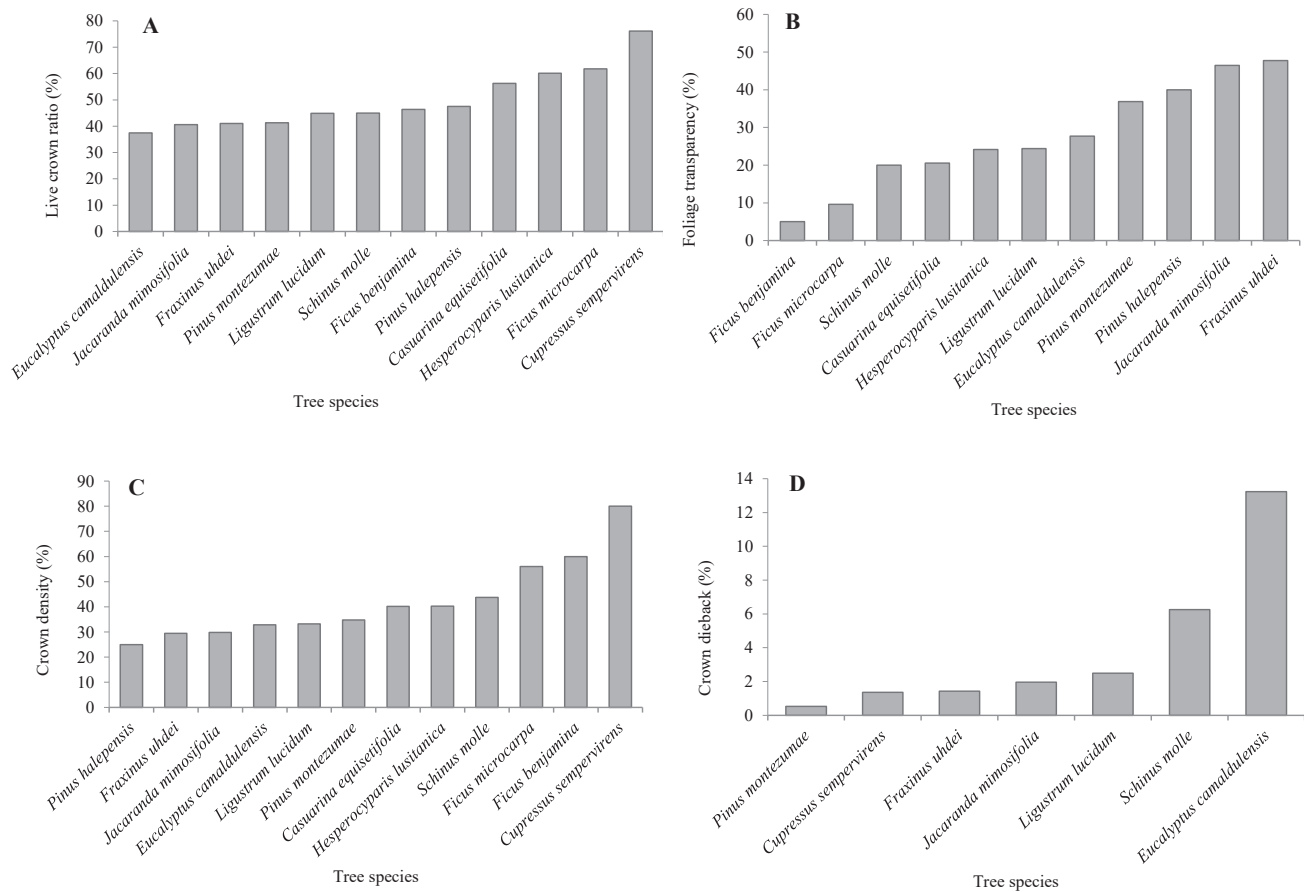 A
Live crown ratio (%)
80
70
60
50
40
30
20
10
0
Eucalyptus camaldulensis
Jacaranda mimosifolia
Fraxinus uhdei
Pinus montezumae
Ligustrum lucidum
Schinus molle
Ficus benjamina
Pinus halepensis
Casuarina equisetifolia
Hesperocyparis lusitanica
Ficus microcarpa
Cupressus sempervirens
Tree species
B
Foliage transparency (%)
60
50
40
30
20
10
0
Ficus benjamina
Ficus microcarpa
Schinus molle
Casuarina equisetifolia
Hesperocyparis lusitanica
Ligustrum lucidum
Eucalyptus camaldulensis
Pinus montezumae
Pinus halepensis
Jacaranda mimosifolia
Fraxinus uhdei
Tree species
C
Crown density (%)
90
80
70
60
50
40
30
20
10
0
Pinus halepensis
Fraxinus uhdei
Jacaranda mimosifolia
Eucalyptus camaldulensis
Ligustrum lucidum
Pinus montezumae
Casuarina equisetifolia
Hesperocyparis lusitanica
Schinus molle
Ficus microcarpa
Ficus benjamina
Cupressus sempervirens
Tree species
D
Crown dieback (%)
14
12
10
8
6
4
2
0
Pinus montezumae
Cupressus sempervirens
Fraxinus uhdei
Jacaranda mimosifolia
Ligustrum lucidum
Schinus molle
Eucalyptus camaldulensis
Tree species